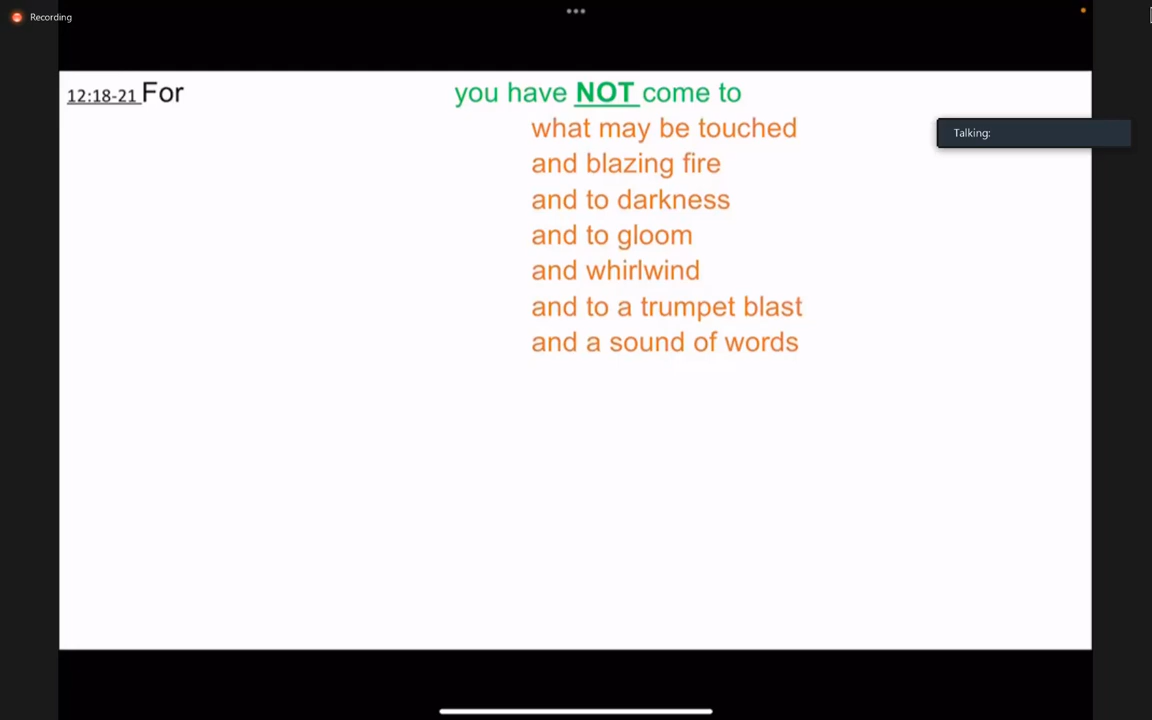 Recording
12:18-21 For you have NOT come to
what may be touched
Talking:
and blazing fire
and to darkness
and to gloom
and whirlwind
and to a trumpet blast
and a sound of words